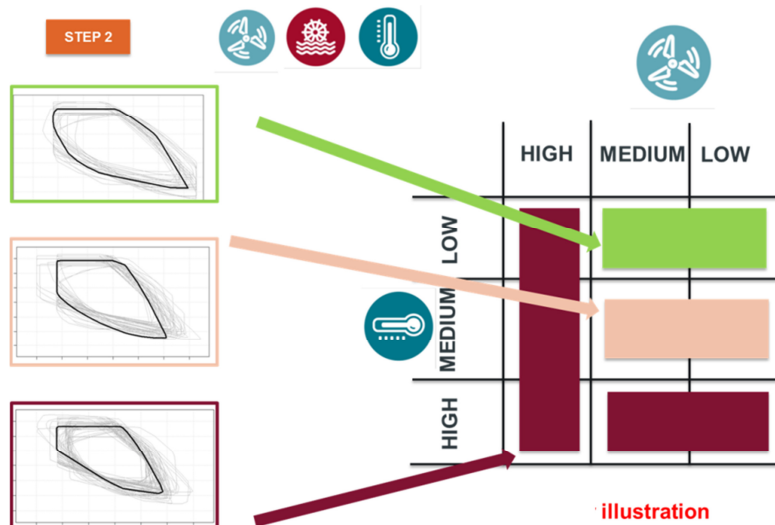 STEP 2
HIGH
MEDIUM
LOW
LOW
MEDIUM
HIGH
illustration